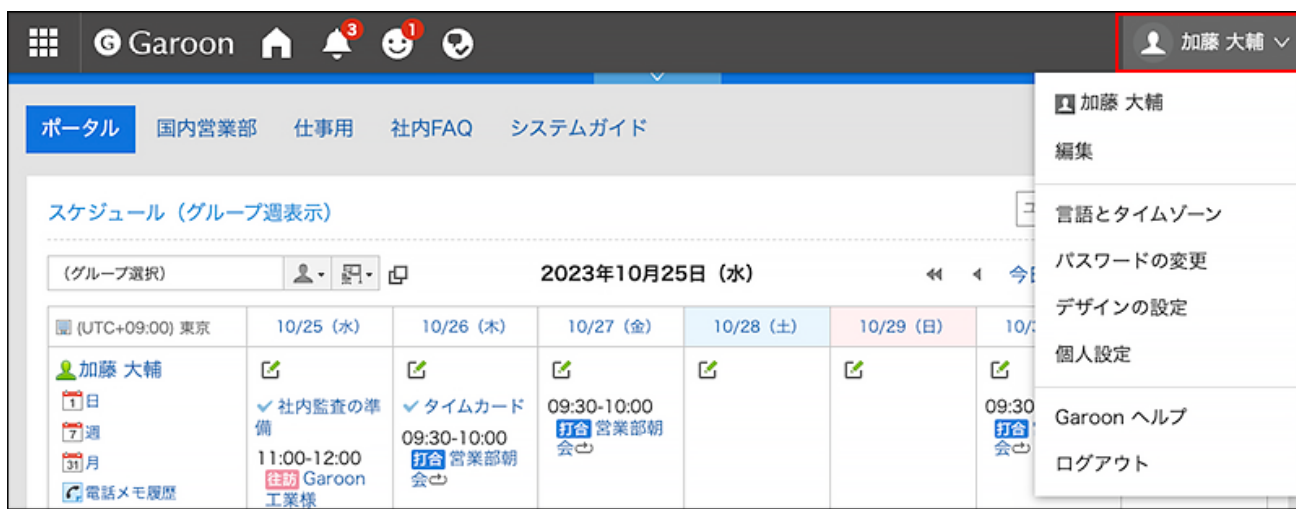 G Garoon 3 1 加藤 大輔
ポータル 国内営業部 仕事用 社内FAQ システムガイド
加藤 大輔
編集
言語とタイムゾーン
パスワードの変更
デザインの設定
個人設定
Garoon ヘルプ
ログアウト
スケジュール（グループ週表示）
（グループ選択） 2023年10月25日（水） 今日
(UTC+09:00) 東京 10/25（水） 10/26（木） 10/27（金） 10/28（土） 10/29（日） 10/
加藤 大輔
1 日
7 週
31 月
電話メモ履歴
社内監査の準
備
11:00-12:00
往訪 Garoon
工業様
タイムカード
09:30-10:00
打合 営業部朝
会
09:30-10:00
打合 営業部朝
会
09:30
打合
会